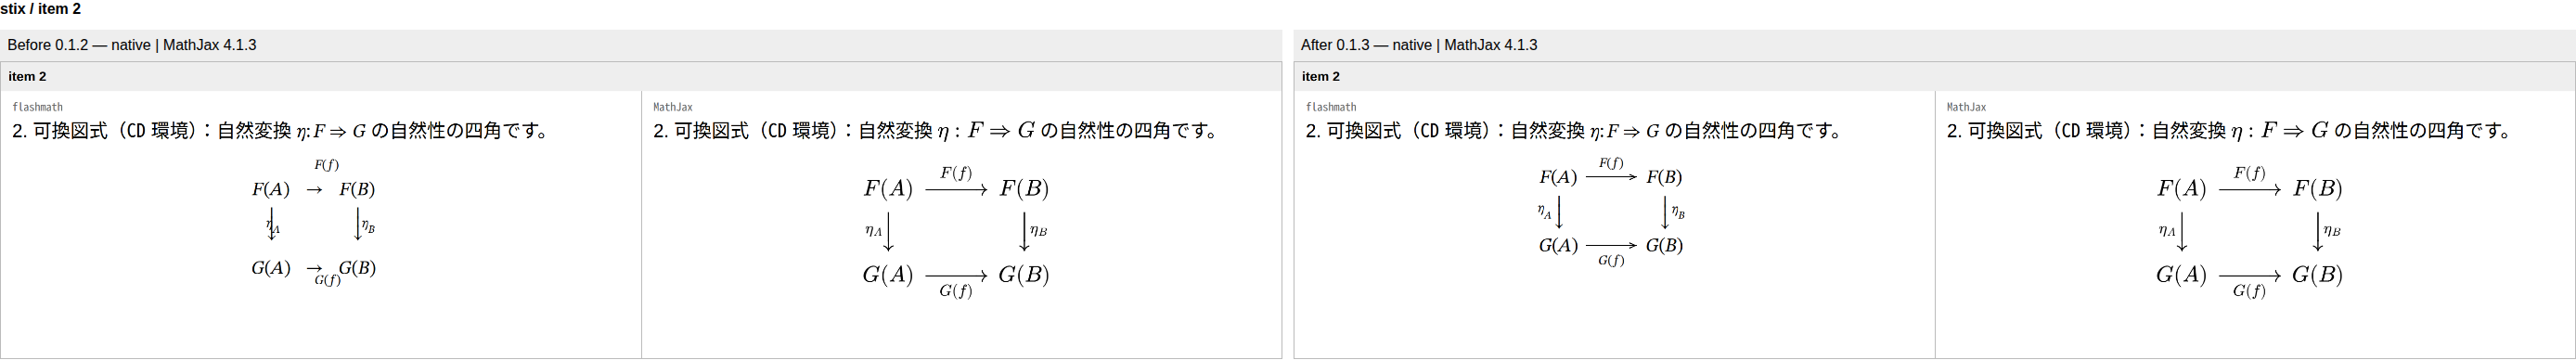 stix / item 2
Before 0.1.2 — native | MathJax 4.1.3
item 2
flashmath
2. 可換図式（CD 環境）：自然変換 η: F ⇒ G の自然性の四角です。
F(f)
F(A) → F(B)
η_A η_B
G(A) → G(B)
G(f)
MathJax
2. 可換図式（CD 環境）：自然変換 η : F ⇒ G の自然性の四角です。
F(f)
F(A) → F(B)
η_A η_B
G(A) → G(B)
G(f)
After 0.1.3 — native | MathJax 4.1.3
item 2
flashmath
2. 可換図式（CD 環境）：自然変換 η: F ⇒ G の自然性の四角です。
F(f)
F(A) → F(B)
η_A η_B
G(A) → G(B)
G(f)
MathJax
2. 可換図式（CD 環境）：自然変換 η : F ⇒ G の自然性の四角です。
F(f)
F(A) → F(B)
η_A η_B
G(A) → G(B)
G(f)